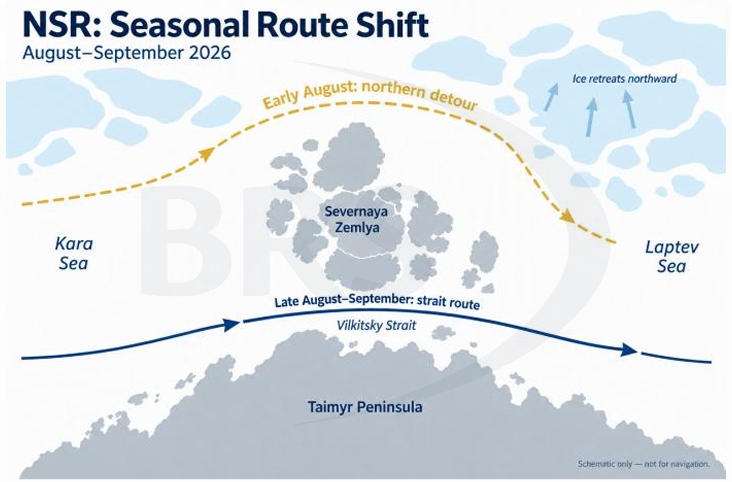 NSR: Seasonal Route Shift
August–September 2026
Ice retreats northward
Early August: northern detour
Severnaya
Zemlya
Kara
Sea
Laptev
Sea
BRS
Late August–September: strait route
Vilkitsky Strait
Taimyr Peninsula
Schematic only — not for navigation.